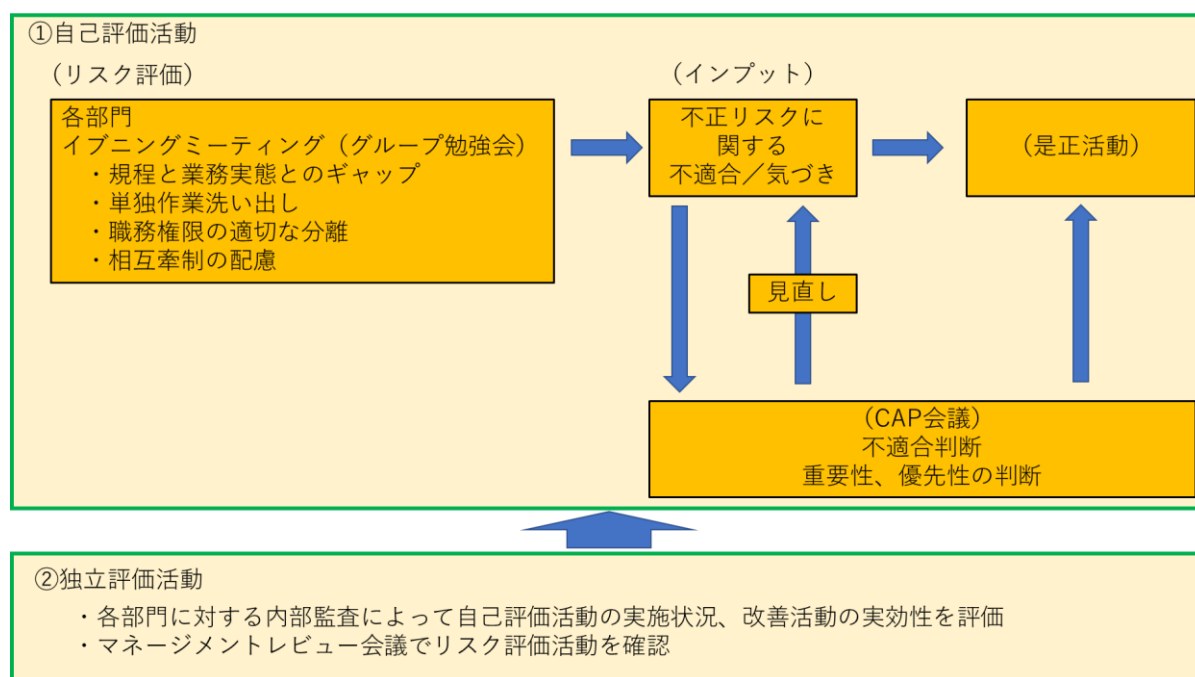 ①自己評価活動
（リスク評価）
各部門
イブニングミーティング（グループ勉強会）
・規程と業務実態とのギャップ
・単独作業洗い出し
・職務権限の適切な分離
・相互牽制の配慮
（インプット）
不正リスクに
関する
不適合／気づき
（是正活動）
見直し
（CAP会議）
不適合判断
重要性、優先性の判断
②独立評価活動
・各部門に対する内部監査によって自己評価活動の実施状況、改善活動の実効性を評価
・マネージメントレビュー会議でリスク評価活動を確認